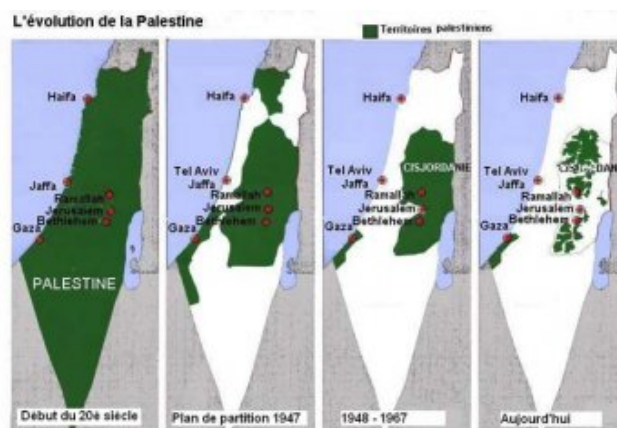 L'évolution de la Palestine
Territoires palestiniens
Haifa
Jaffa
Ramallah
Jerusalem
Bethlehem
Gaza
PALESTINE
Début du 20è siècle
Haifa
Tel Aviv
Jaffa
Ramallah
Jerusalem
Bethlehem
Gaza
Plan de partition 1947
Haifa
CISJORDANIE
Tel Aviv
Jaffa
Ramallah
Jerusalem
Bethlehem
Gaza
1948 - 1967
Haifa
Tel Aviv
Jaffa
Ramallah
Jerusalem
Bethlehem
Gaza
Aujourd'hui